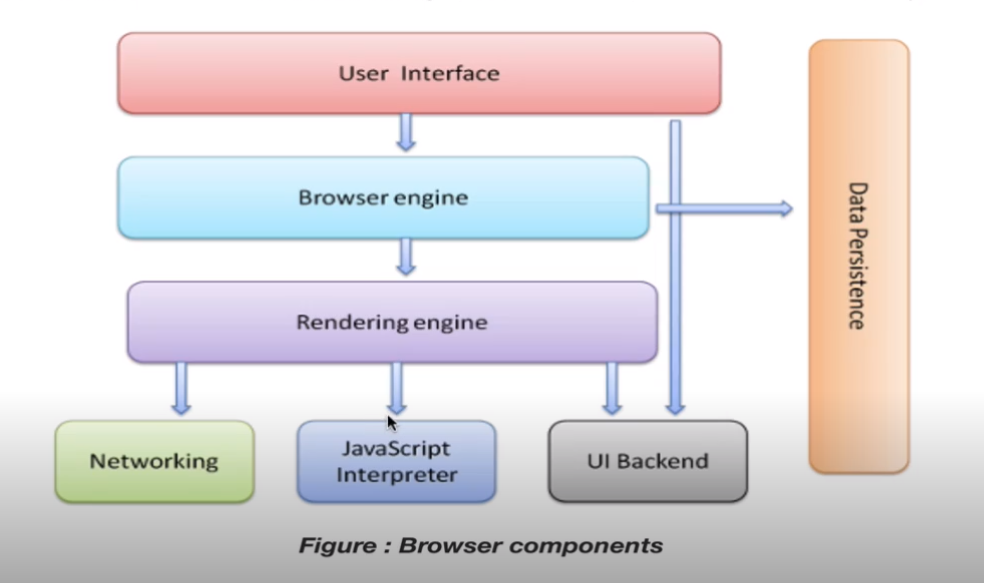 User Interface
Browser engine
Data Persistence
Rendering engine
Networking
JavaScript
Interpreter
UI Backend
Figure : Browser components